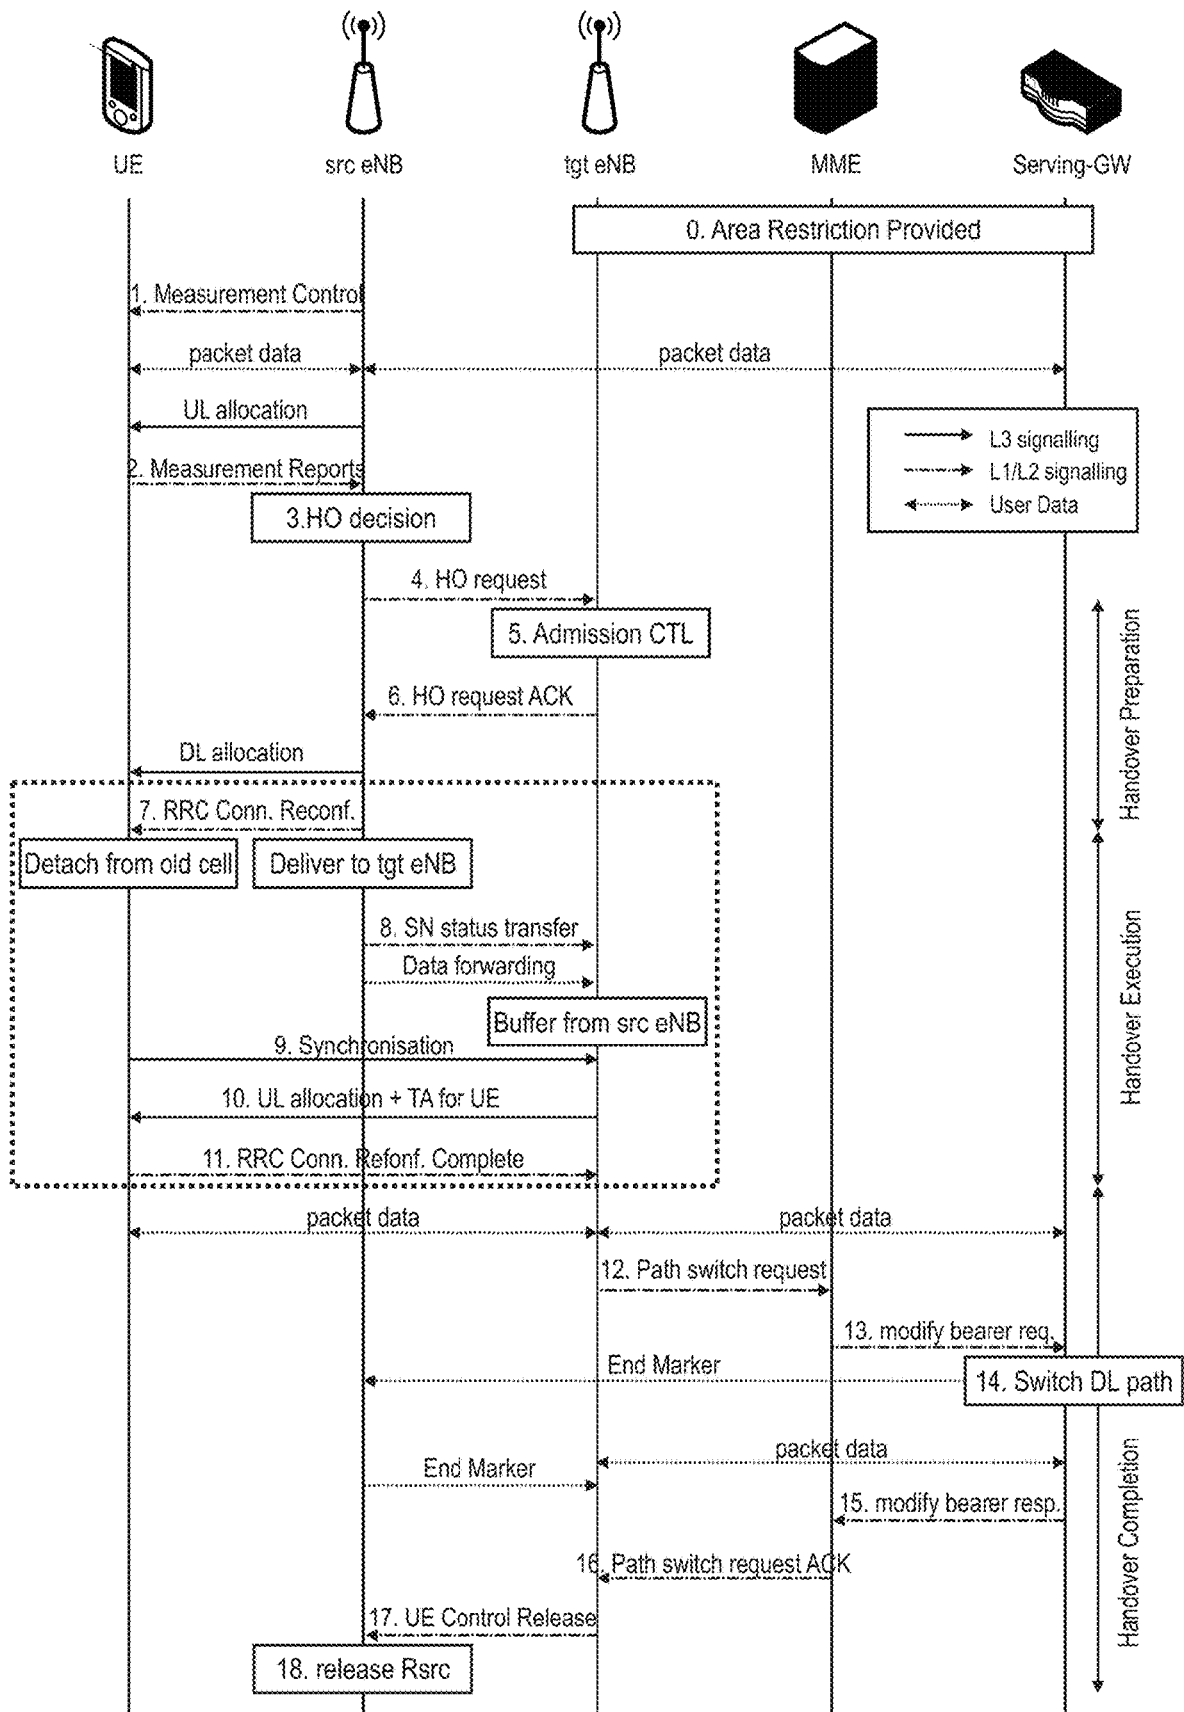 UE
src eNB
tgt eNB
MME
Serving-GW
0. Area Restriction Provided
1. Measurement Control
packet data
packet data
UL allocation
L3 signalling
L1/L2 signalling
User Data
2. Measurement Reports
3.HO decision
4. HO request
5. Admission CTL
6. HO request ACK
DL allocation
Handover Preparation
7. RRC Conn. Reconf.
Detach from old cell
Deliver to tgt eNB
8. SN status transfer
Data forwarding
Buffer from src eNB
9. Synchronisation
10. UL allocation + TA for UE
11. RRC Conn. Refonf. Complete
Handover Execution
packet data
packet data
12. Path switch request
13. modify bearer req.
End Marker
14. Switch DL path
packet data
End Marker
15. modify bearer resp.
16. Path switch request ACK
17. UE Control Release
18. release Rsrc
Handover Completion